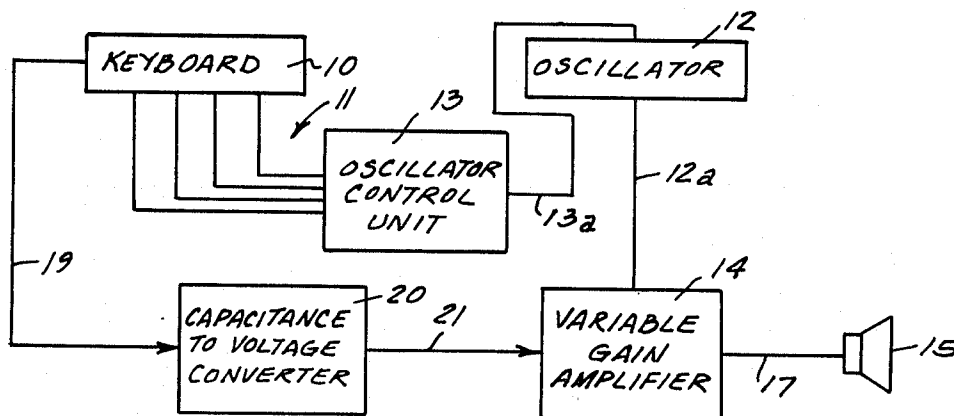 12
KEYBOARD
10
OSCILLATOR
11
13
OSCILLATOR
CONTROL
UNIT
12a
13a
19
14
20
CAPACITANCE
TO VOLTAGE
CONVERTER
21
VARIABLE
GAIN
AMPLIFIER
15
17